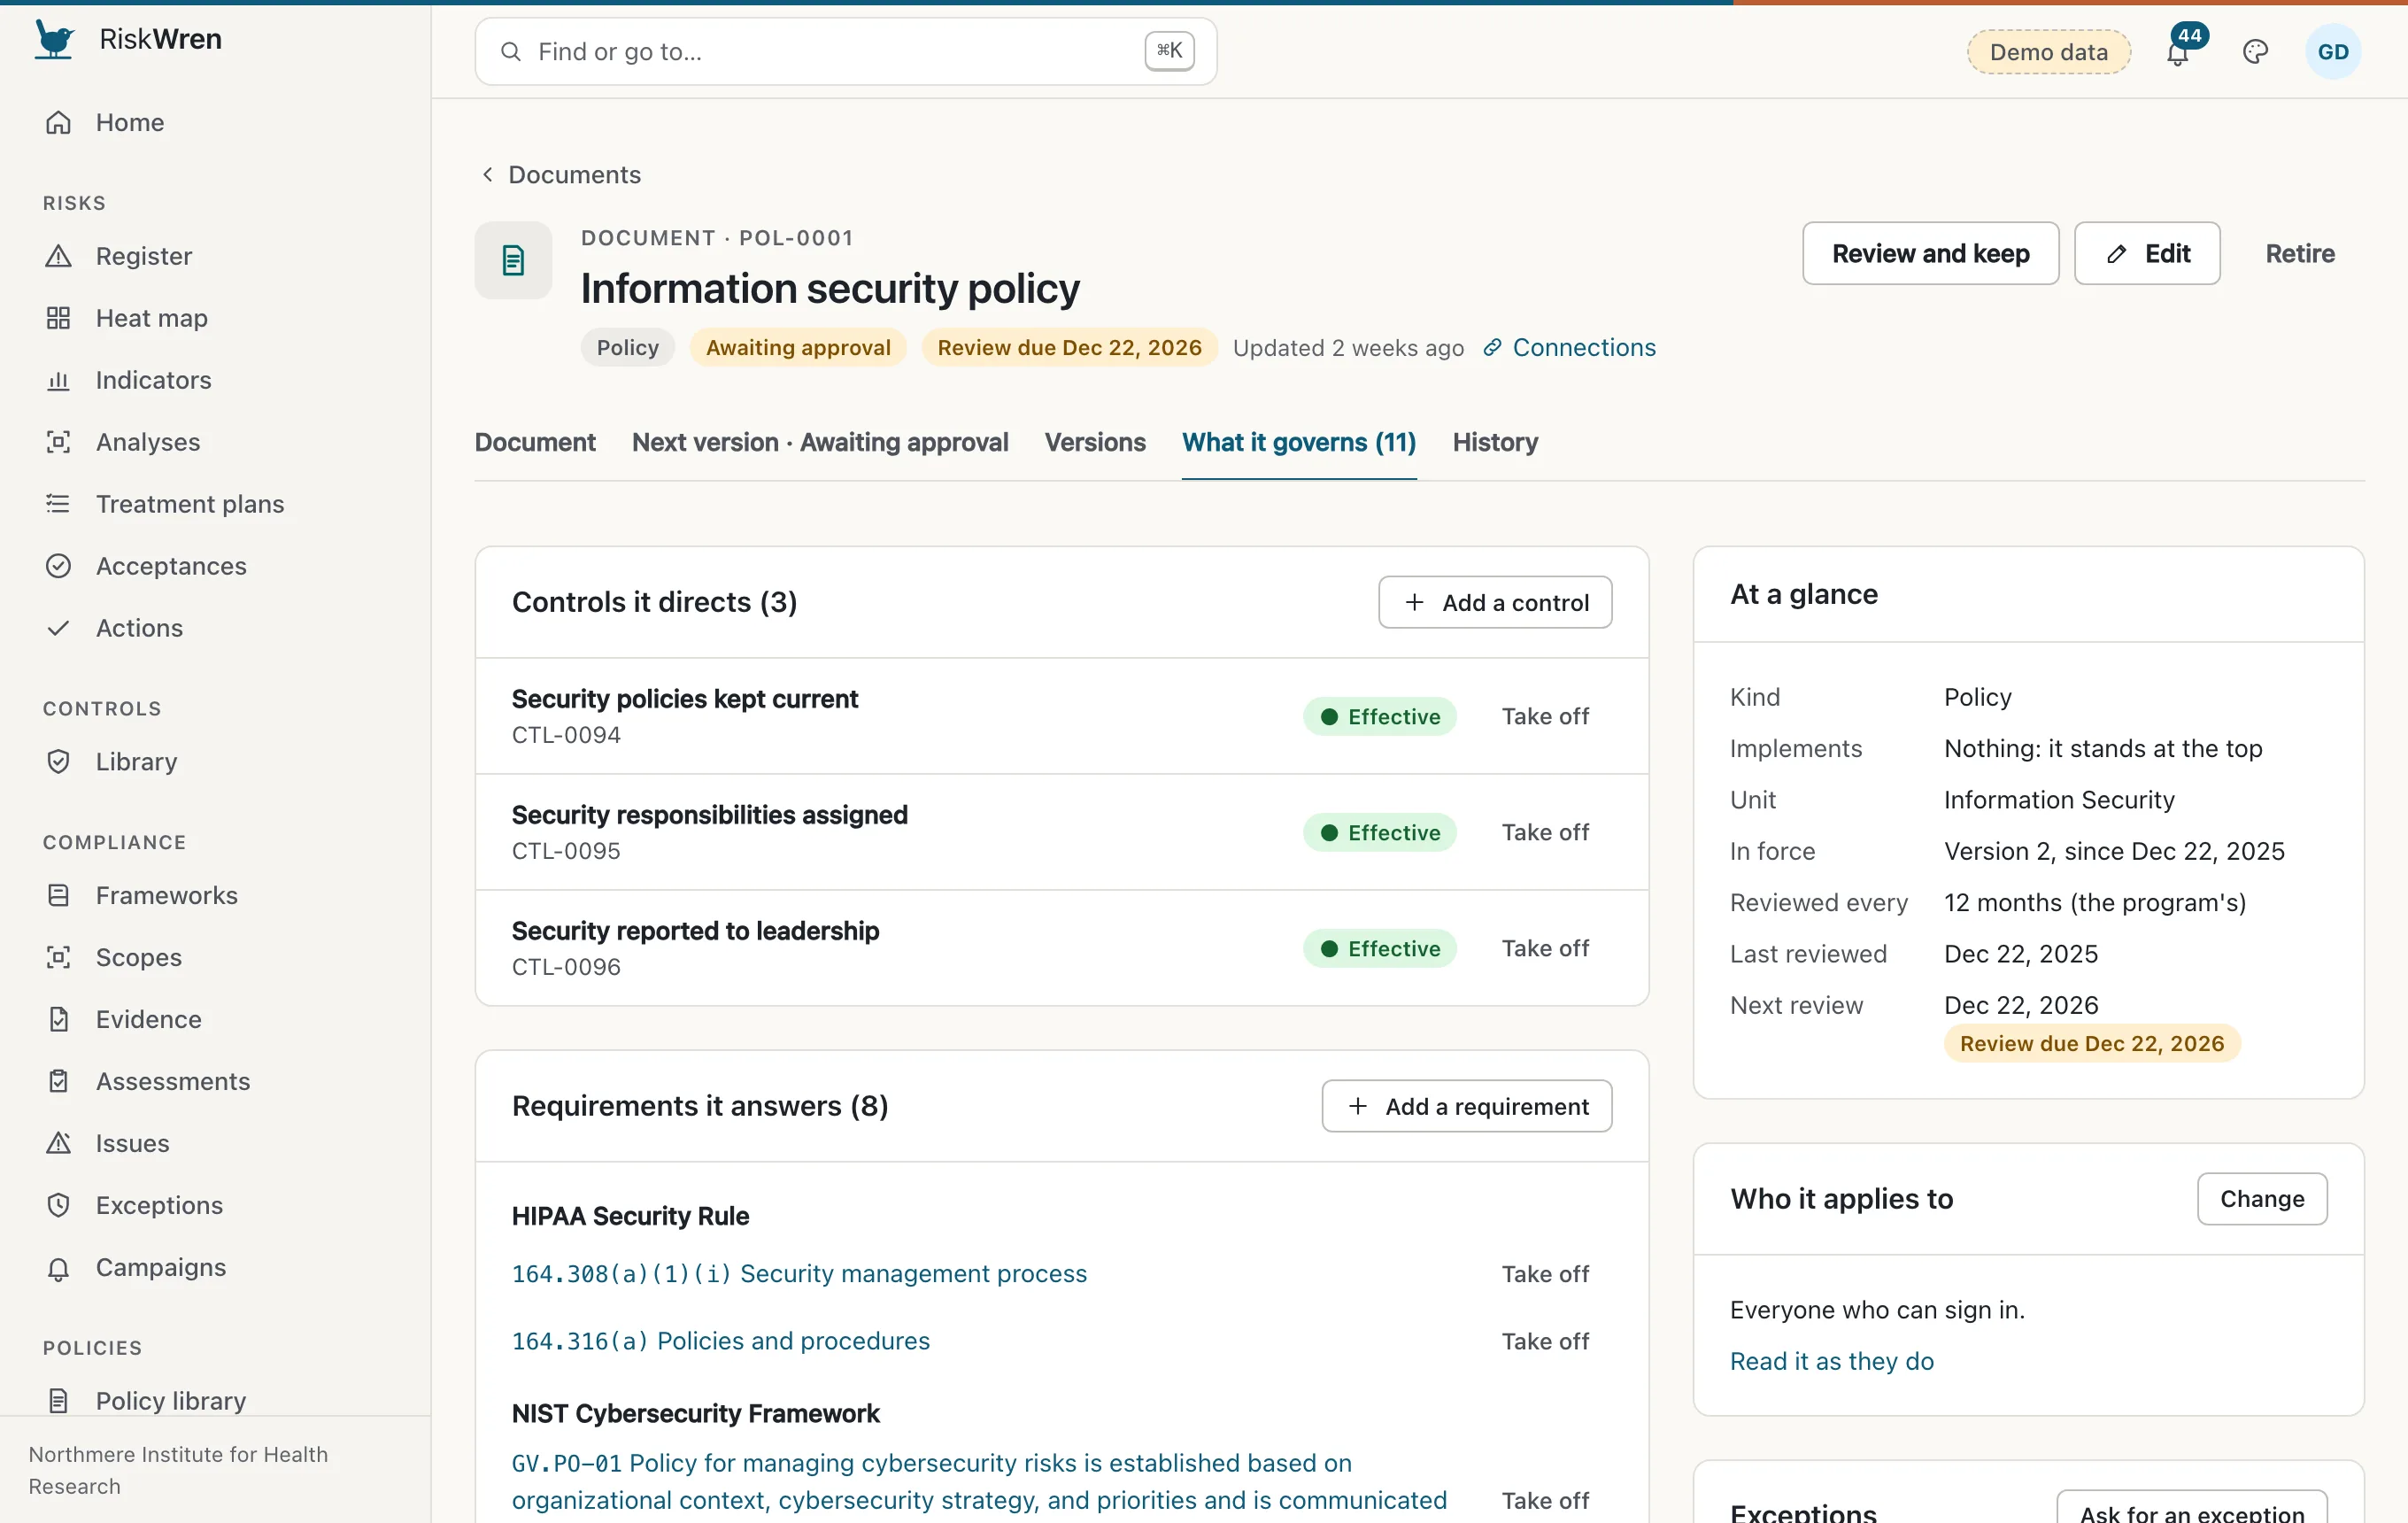 RiskWren
Find or go to...
⌘K
Demo data
44
GD
Home
RISKS
Register
Heat map
Indicators
Analyses
Treatment plans
Acceptances
Actions
CONTROLS
Library
COMPLIANCE
Frameworks
Scopes
Evidence
Assessments
Issues
Exceptions
Campaigns
POLICIES
Policy library
Northmere Institute for Health
Research
Documents
DOCUMENT · POL-0001
Information security policy
Policy
Awaiting approval
Review due Dec 22, 2026
Updated 2 weeks ago
Connections
Review and keep
Edit
Retire
Document
Next version · Awaiting approval
Versions
What it governs (11)
History
Controls it directs (3)
Add a control
Security policies kept current
CTL-0094
Effective
Take off
Security responsibilities assigned
CTL-0095
Effective
Take off
Security reported to leadership
CTL-0096
Effective
Take off
Requirements it answers (8)
Add a requirement
HIPAA Security Rule
164.308(a)(1)(i) Security management process
Take off
164.316(a) Policies and procedures
Take off
NIST Cybersecurity Framework
GV.PO-01 Policy for managing cybersecurity risks is established based on
organizational context, cybersecurity strategy, and priorities and is communicated
Take off
At a glance
Kind
Policy
Implements
Nothing: it stands at the top
Unit
Information Security
In force
Version 2, since Dec 22, 2025
Reviewed every
12 months (the program's)
Last reviewed
Dec 22, 2025
Next review
Dec 22, 2026
Review due Dec 22, 2026
Who it applies to
Change
Everyone who can sign in.
Read it as they do
Exceptions
Ask for an exception